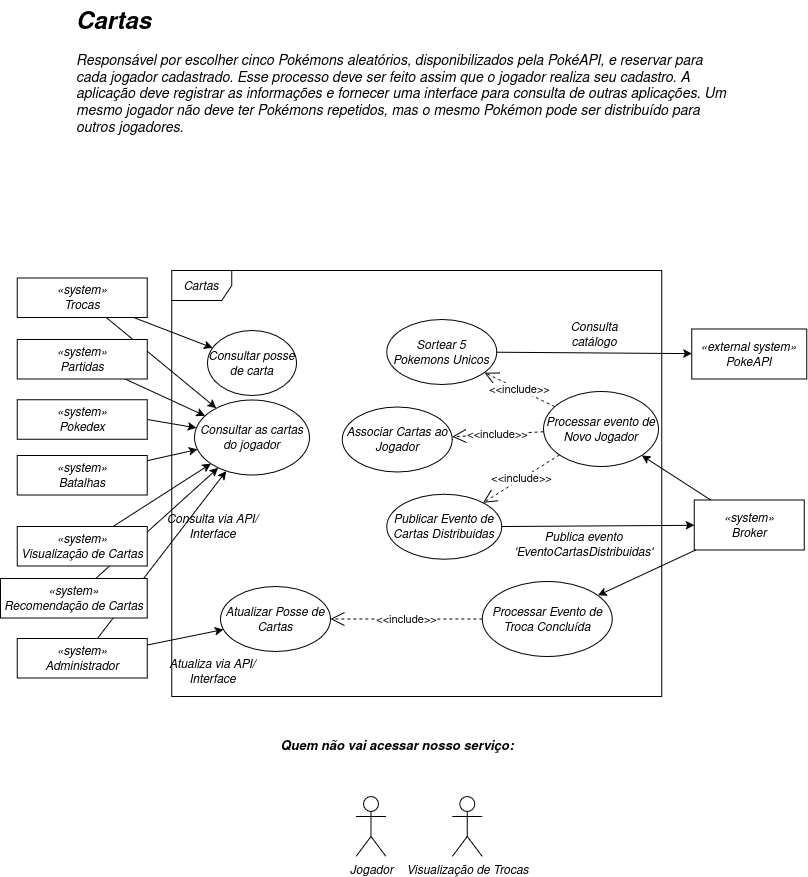 Cartas
Responsável por escolher cinco Pokémons aleatórios, disponibilizados pela PokéAPI, e reservar para
cada jogador cadastrado. Esse processo deve ser feito assim que o jogador realiza seu cadastro. A
aplicação deve registrar as informações e fornecer uma interface para consulta de outras aplicações. Um
mesmo jogador não deve ter Pokémons repetidos, mas o mesmo Pokémon pode ser distribuído para
outros jogadores.
Cartas
«system»
Trocas
«system»
Partidas
«system»
Pokedex
«system»
Batalhas
«system»
Visualização de Cartas
«system»
Recomendação de Cartas
«system»
Administrador
Consultar posse
de carta
Consultar as cartas
do jogador
Consulta via API/
Interface
Atualizar Posse de
Cartas
Atualiza via API/
Interface
Sortear 5
Pokemons Unicos
Associar Cartas ao
Jogador
Publicar Evento de
Cartas Distribuidas
<<include>>
<<include>>
<<include>>
<<include>>
Processar evento de
Novo Jogador
Processar Evento de
Troca Concluída
Consulta
catálogo
«external system»
PokeAPI
«system»
Broker
Publica evento
'EventoCartasDistribuidas'
Quem não vai acessar nosso serviço:
Jogador
Visualização de Trocas